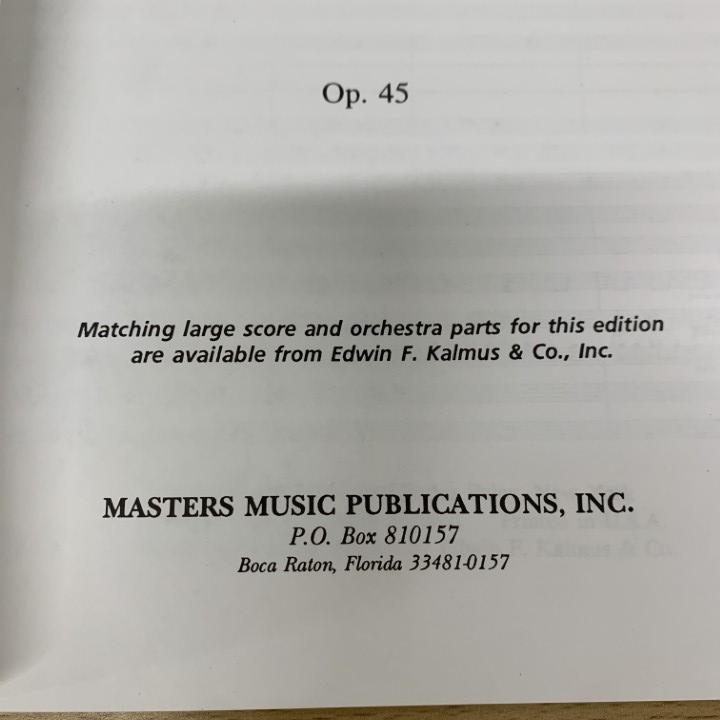 Op. 45
Matching large score and orchestra parts for this edition
are available from Edwin F. Kalmus & Co., Inc.
MASTERS MUSIC PUBLICATIONS, INC.
P.O. Box 810157
Boca Raton, Florida 33481-0157